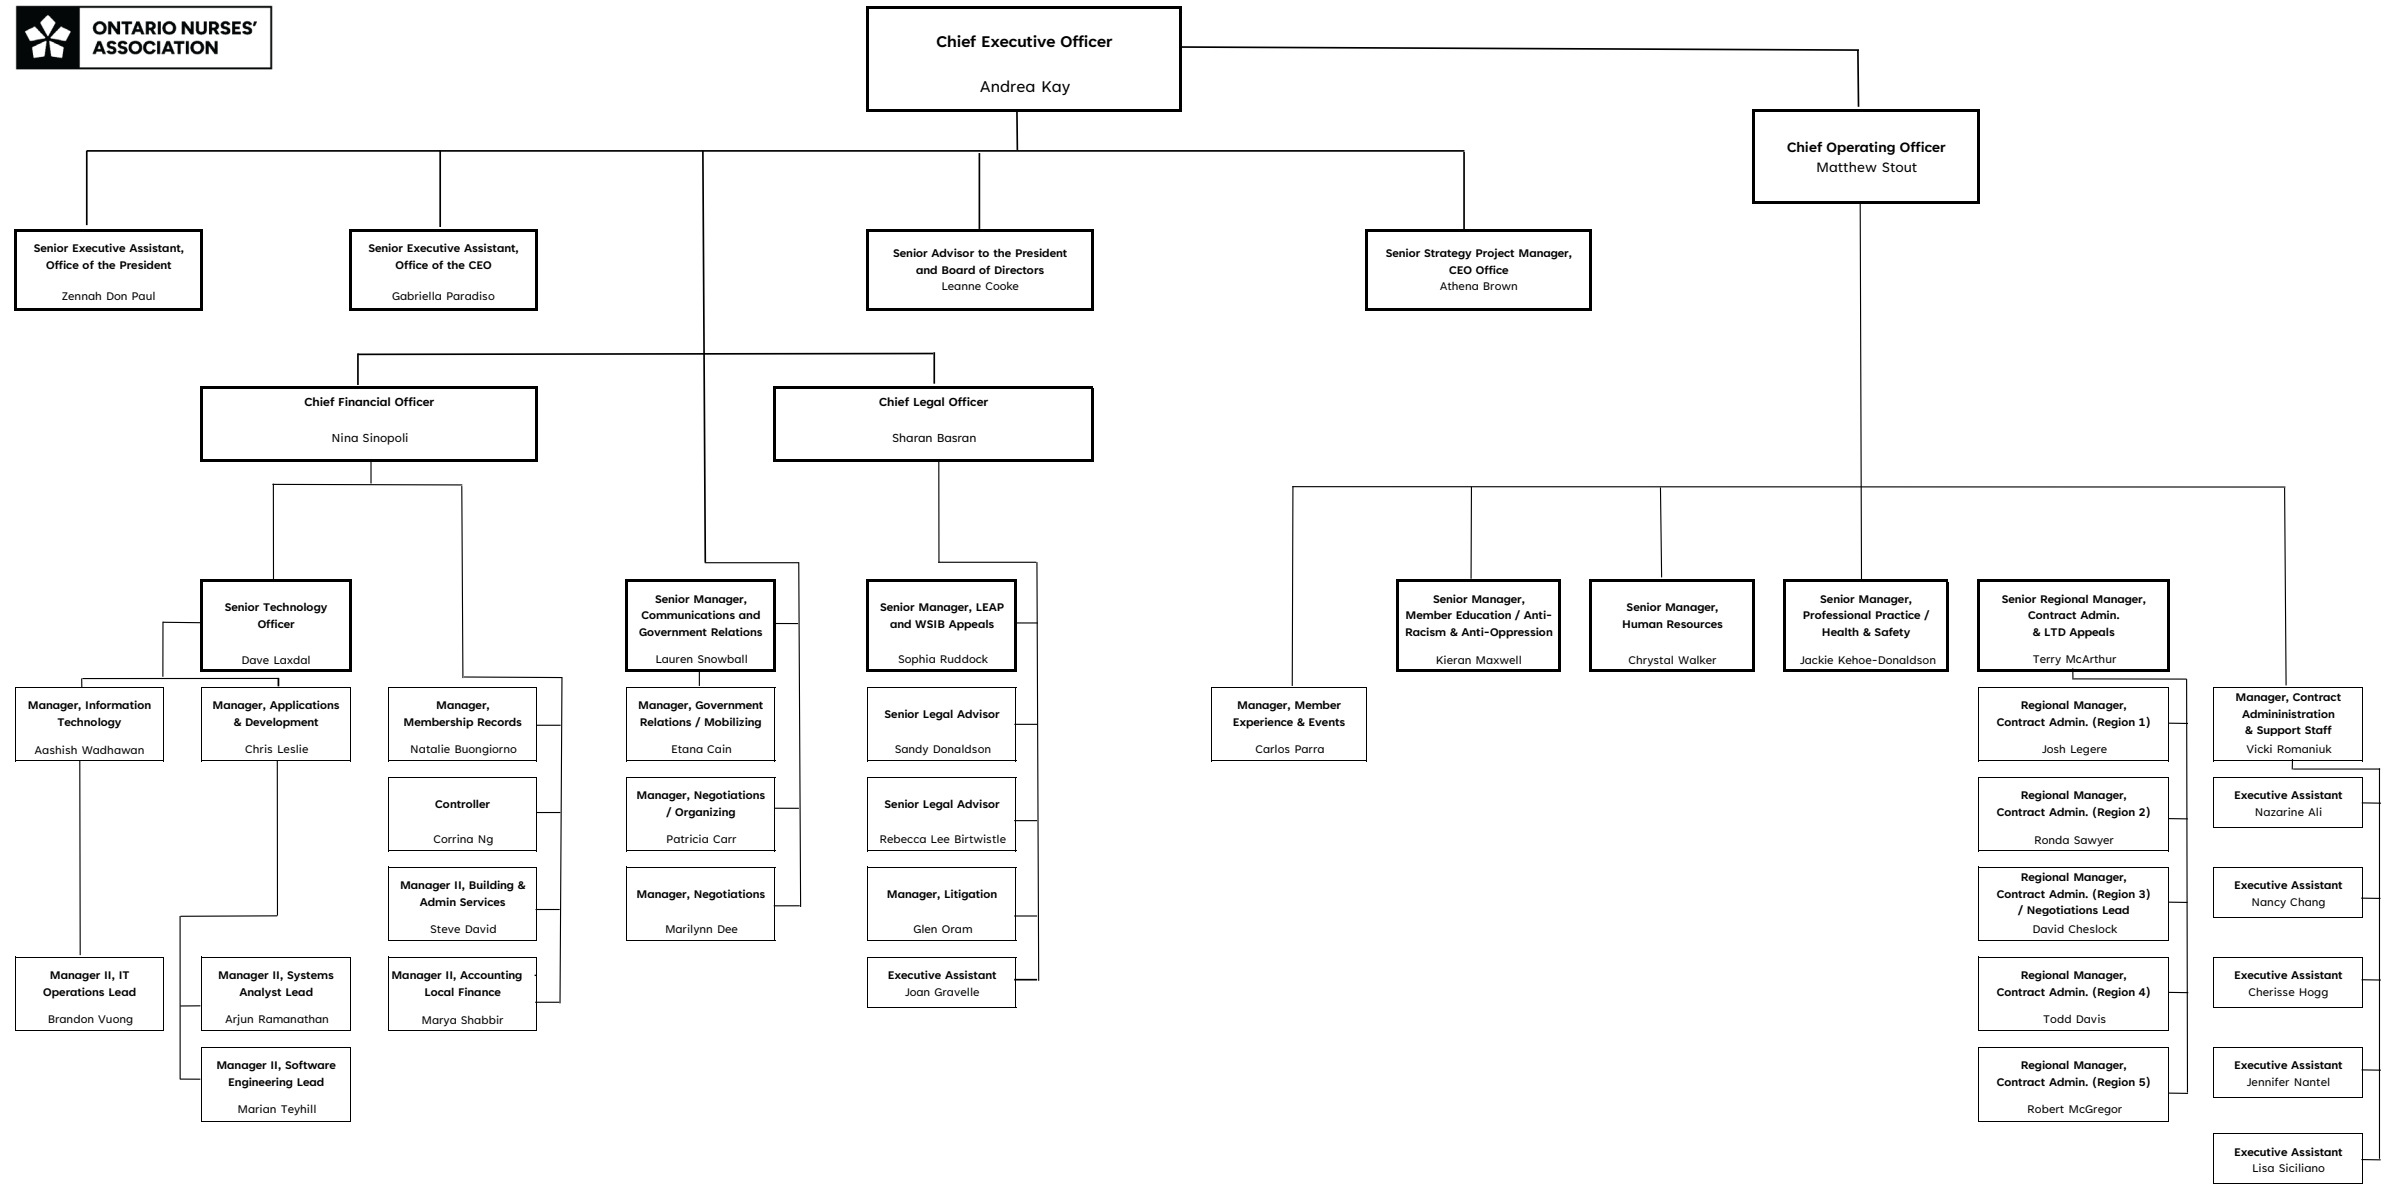 ONTARIO NURSES’
ASSOCIATION
Chief Executive Officer
Andrea Kay
Chief Operating Officer
Matthew Stout
Senior Executive Assistant,
Office of the President
Zennah Don Paul
Senior Executive Assistant,
Office of the CEO
Gabriella Paradiso
Senior Advisor to the President
and Board of Directors
Leanne Cooke
Senior Strategy Project Manager,
CEO Office
Athena Brown
Chief Financial Officer
Nina Sinopoli
Chief Legal Officer
Sharan Basran
Senior Technology
Officer
Dave Laxdal
Senior Manager,
Communications and
Government Relations
Lauren Snowball
Senior Manager, LEAP
and WSIB Appeals
Sophia Ruddock
Senior Manager,
Member Education / Anti-
Racism & Anti-Oppression
Kieran Maxwell
Senior Manager,
Human Resources
Chrystal Walker
Senior Manager,
Professional Practice /
Health & Safety
Jackie Kehoe-Donaldson
Senior Regional Manager,
Contract Admin.
& LTD Appeals
Terry McArthur
Manager, Information
Technology
Aashish Wadhawan
Manager, Applications
& Development
Chris Leslie
Manager,
Membership Records
Natalie Buongiorno
Manager, Government
Relations / Mobilizing
Etana Cain
Senior Legal Advisor
Sandy Donaldson
Manager, Member
Experience & Events
Carlos Parra
Regional Manager,
Contract Admin. (Region 1)
Josh Legere
Manager, Contract
Admininistration
& Support Staff
Vicki Romaniuk
Controller
Corrina Ng
Manager, Negotiations
/ Organizing
Patricia Carr
Senior Legal Advisor
Rebecca Lee Birtwistle
Regional Manager,
Contract Admin. (Region 2)
Ronda Sawyer
Executive Assistant
Nazarine Ali
Manager II, Building &
Admin Services
Steve David
Manager, Negotiations
Marilynn Dee
Manager, Litigation
Glen Oram
Regional Manager,
Contract Admin. (Region 3)
/ Negotiations Lead
David Cheslock
Executive Assistant
Nancy Chang
Manager II, IT
Operations Lead
Brandon Vuong
Manager II, Systems
Analyst Lead
Arjun Ramanathan
Manager II, Accounting -
Local Finance
Marya Shabbir
Executive Assistant
Joan Gravelle
Regional Manager,
Contract Admin. (Region 4)
Todd Davis
Executive Assistant
Cherisse Hogg
Manager II, Software
Engineering Lead
Marian Teyhill
Regional Manager,
Contract Admin. (Region 5)
Robert McGregor
Executive Assistant
Jennifer Nantel
Executive Assistant
Lisa Siciliano